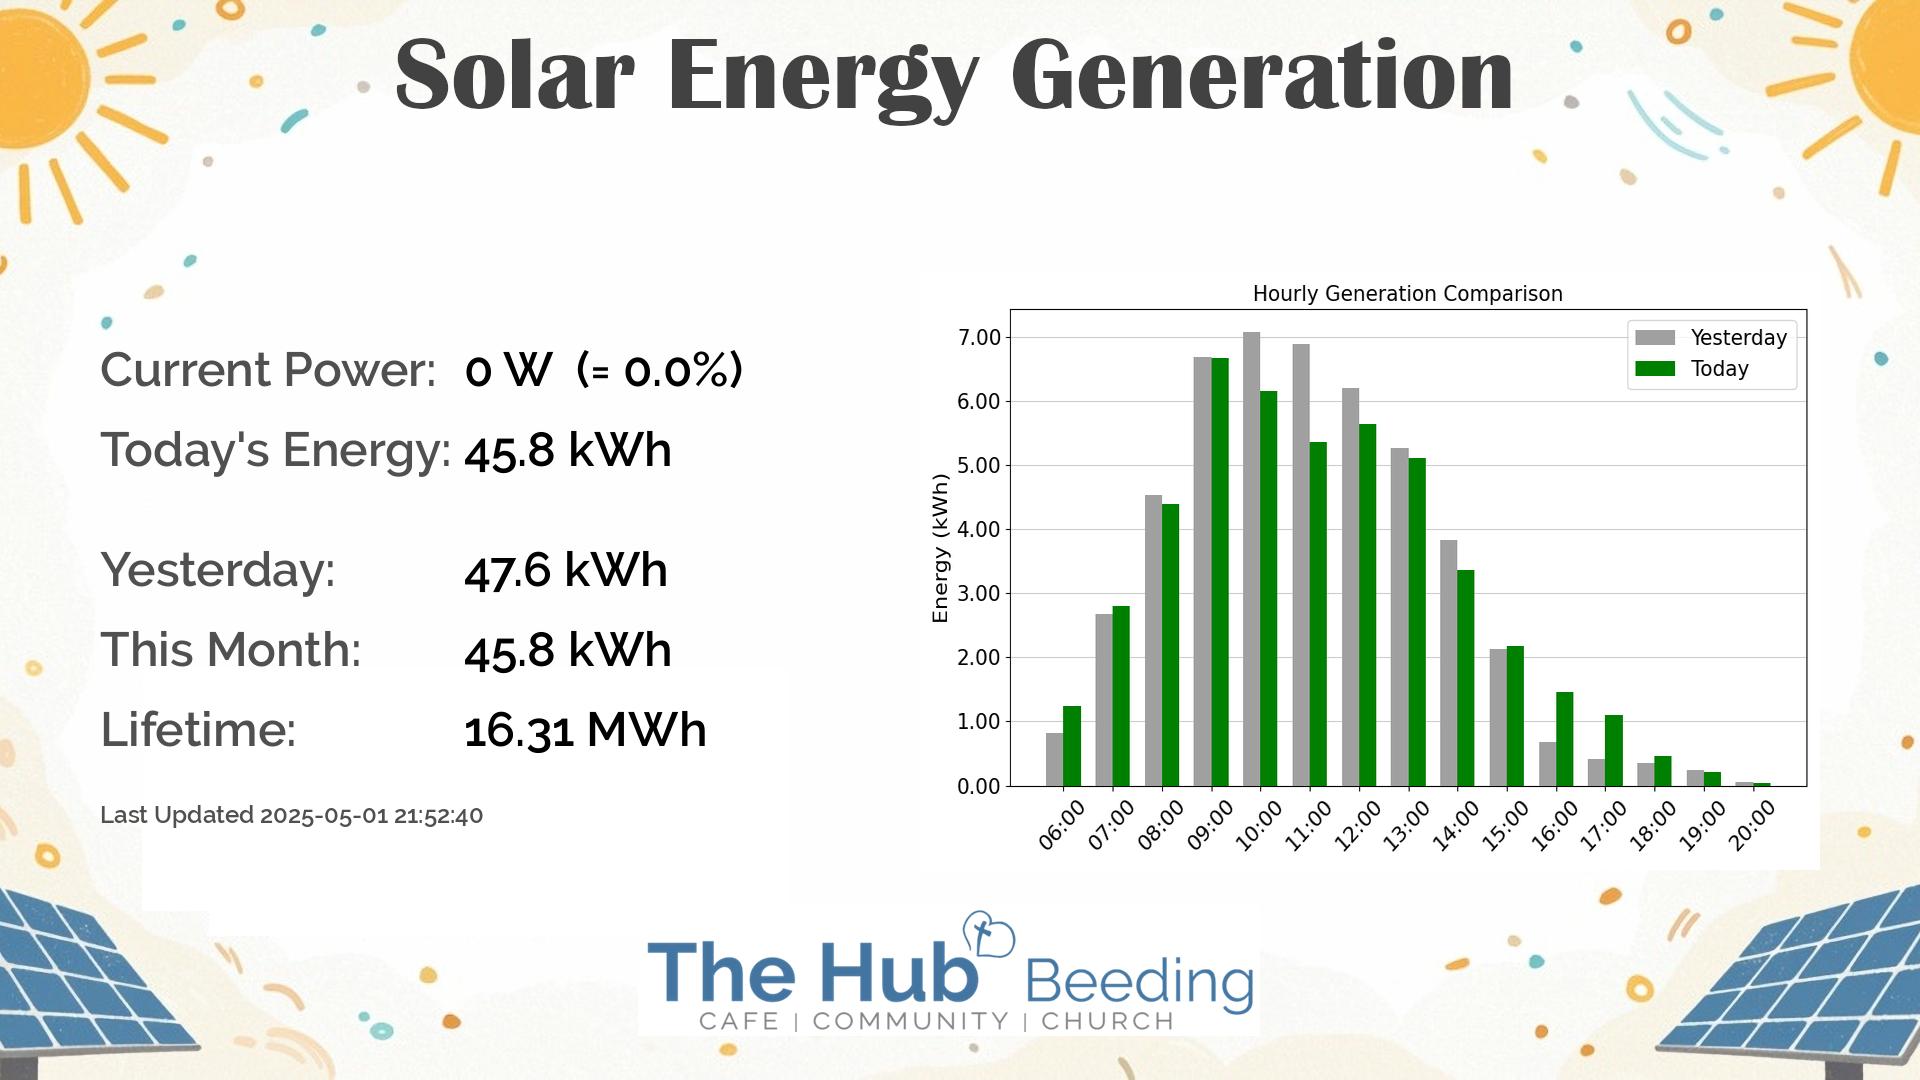 Solar Energy Generation
Current Power: 0 W (= 0.0%)
Today's Energy: 45.8 kWh
Yesterday: 47.6 kWh
This Month: 45.8 kWh
Lifetime: 16.31 MWh
Last Updated 2025-05-01 21:52:40
Hourly Generation Comparison
Yesterday
Today
Energy (kWh)
7.00
6.00
5.00
4.00
3.00
2.00
1.00
0.00
06:00 07:00 08:00 09:00 10:00 11:00 12:00 13:00 14:00 15:00 16:00 17:00 18:00 19:00 20:00
The Hub Beeding
CAFE | COMMUNITY | CHURCH